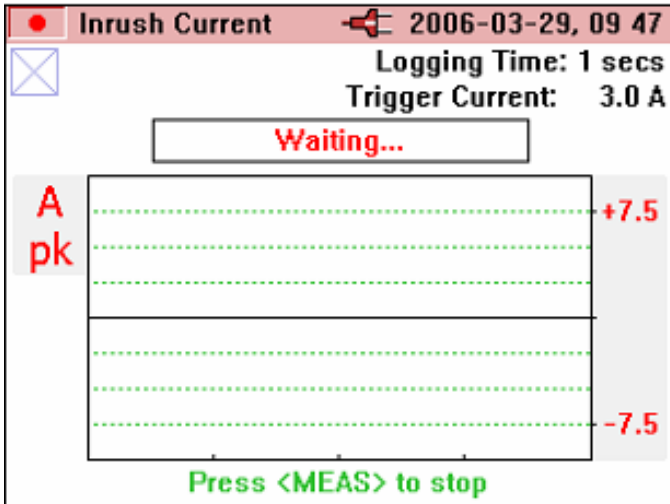 Inrush Current 2006-03-29, 09 47
Logging Time: 1 secs
Trigger Current: 3.0 A
Waiting...
A
pk
+7.5
-7.5
Press <MEAS> to stop